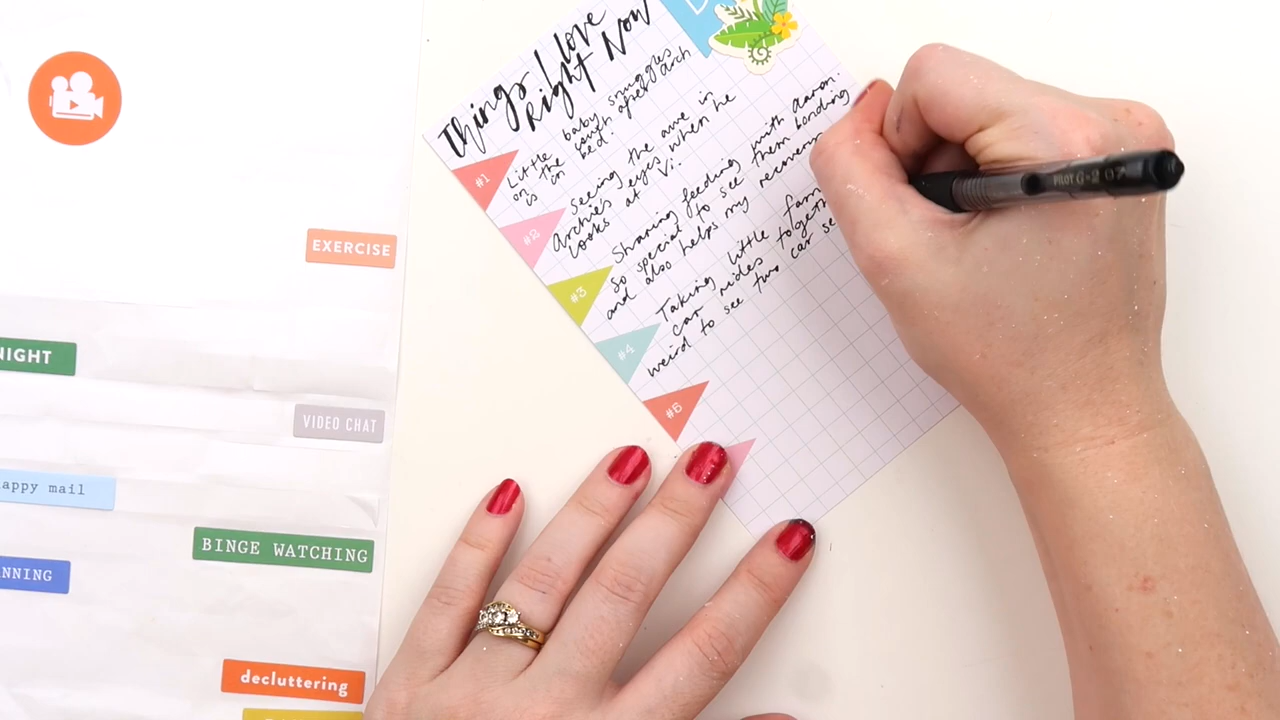 EXERCISE
NIGHT
VIDEO CHAT
appy mail
BINGE WATCHING
NNING
decluttering
Things I love
Right Now
#1
Little baby snuggles
on the couch after Arch
is in bed!
#2
Seeing the awe in
Archie's eyes when he
looks at Vi.
#3
Sharing feeding with Aaron.
So special to see them bonding
and also helps my recovery
#4
Taking little fam
car rides togeth
weird to see two car se
#5
PILOT G-2 07